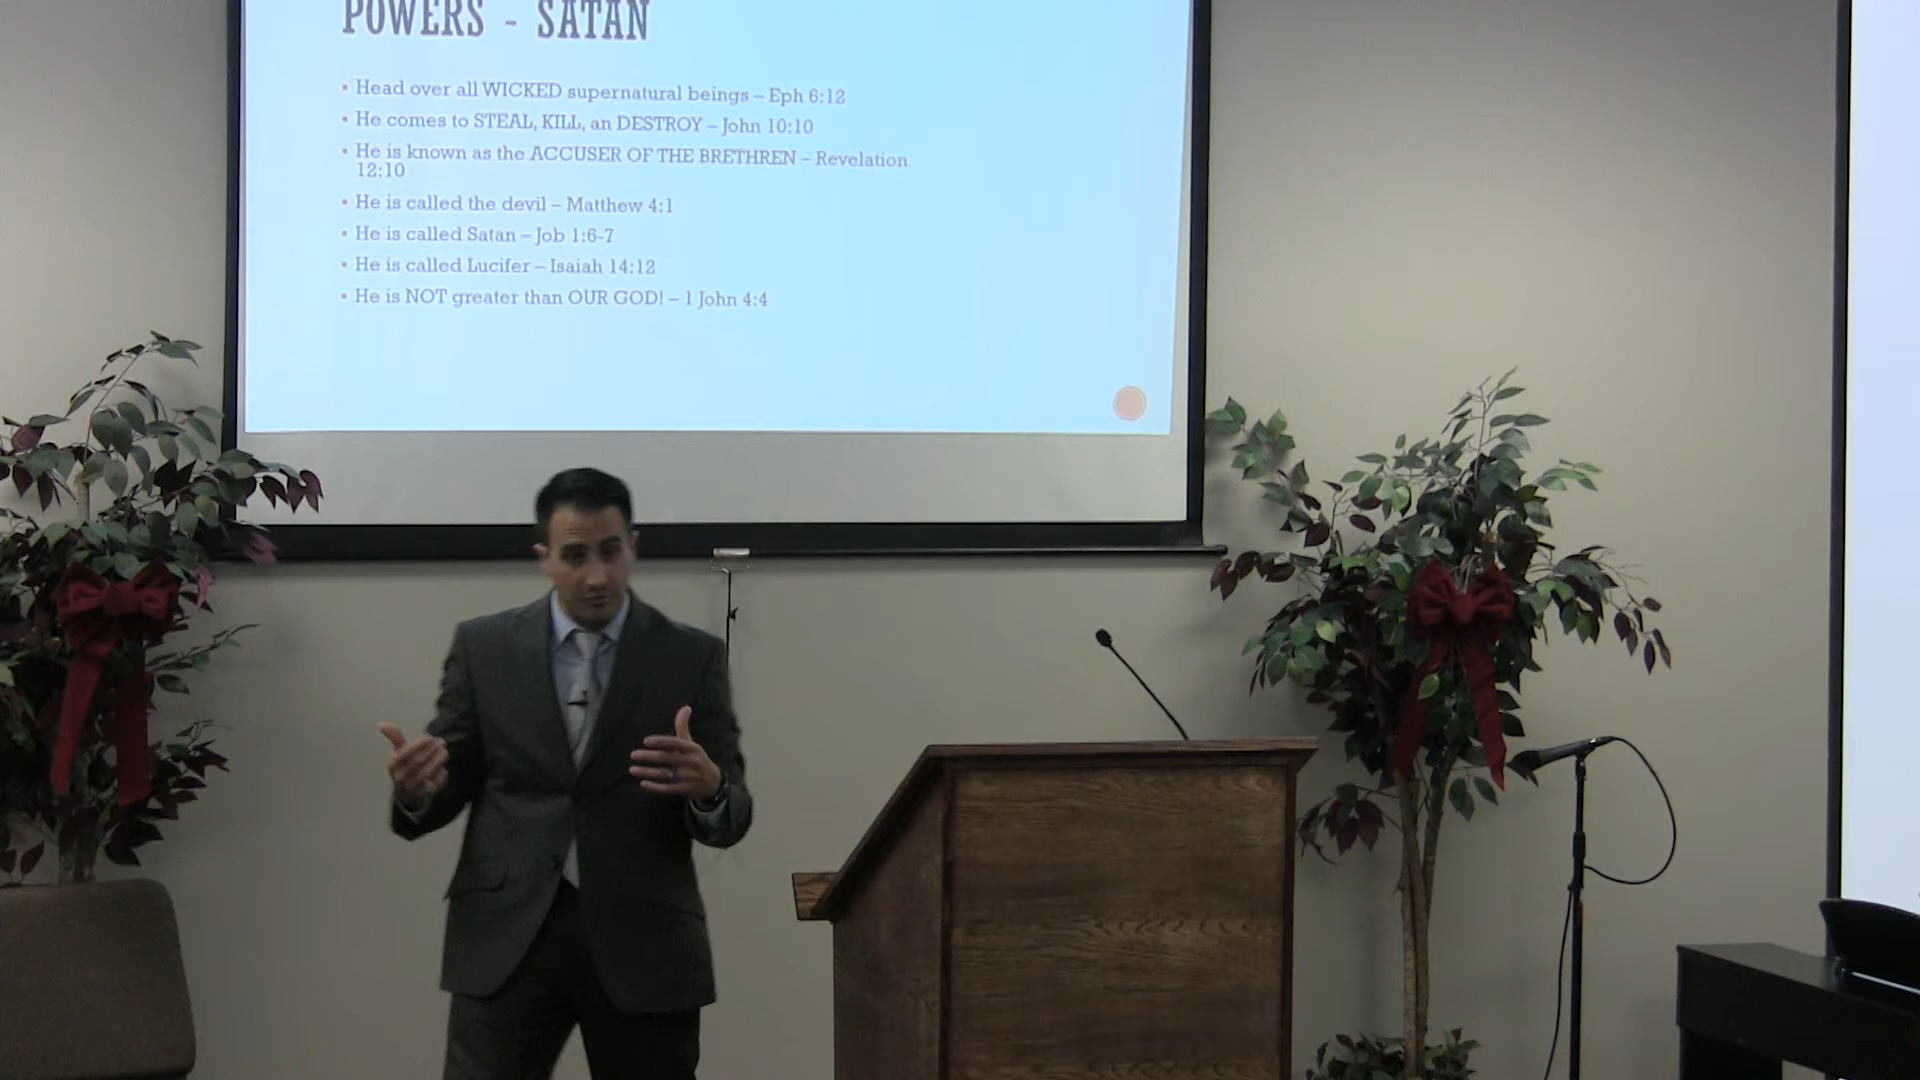 POWERS - SATAN
▪ Head over all WICKED supernatural beings – Eph 6:12
▪ He comes to STEAL, KILL, an DESTROY – John 10:10
▪ He is known as the ACCUSER OF THE BRETHREN – Revelation
12:10
▪ He is called the devil – Matthew 4:1
▪ He is called Satan – Job 1:6-7
▪ He is called Lucifer – Isaiah 14:12
▪ He is NOT greater than OUR GOD! – 1 John 4:4